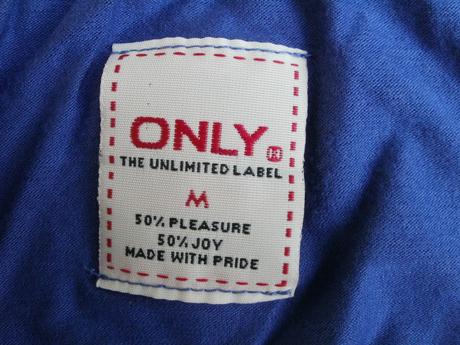 ONLY
THE UNLIMITED LABEL
M
50% PLEASURE
50% JOY
MADE WITH PRIDE